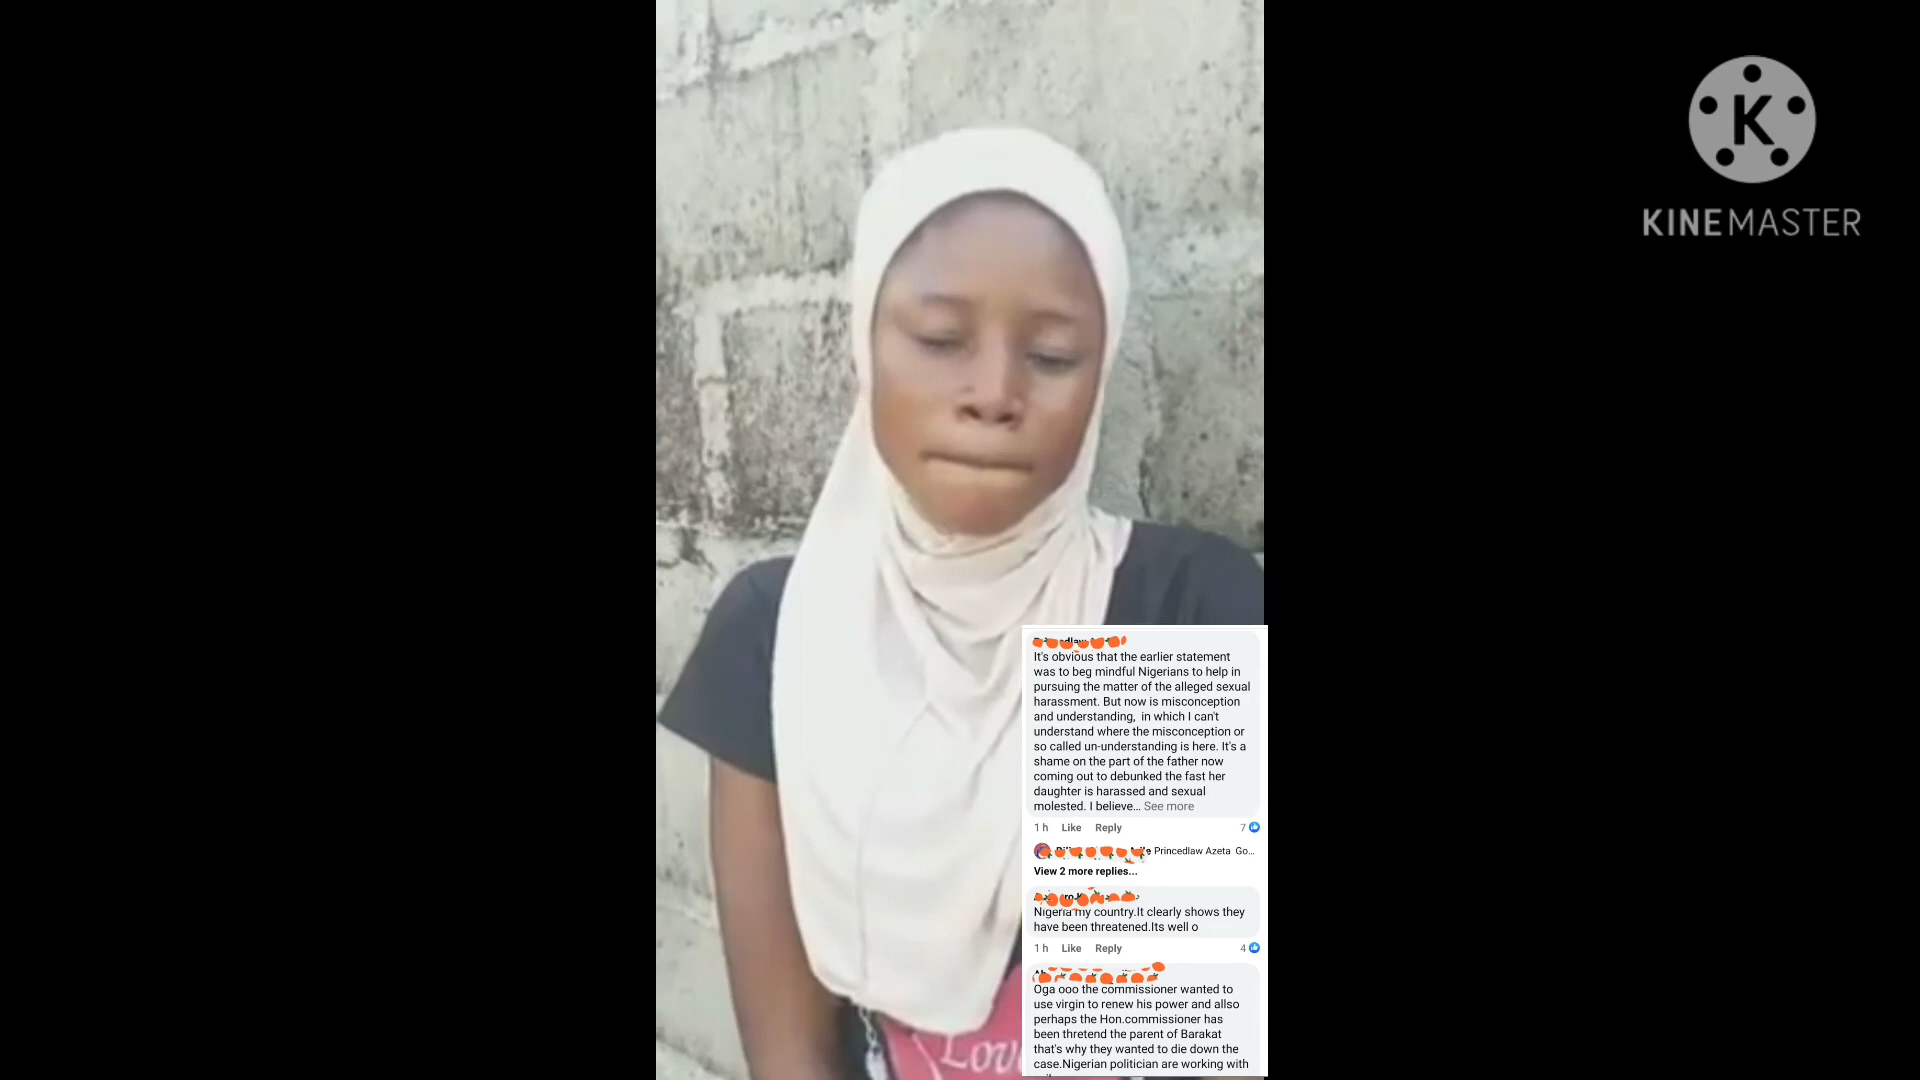 K
KINEMASTER
It's obvious that the earlier statement
was to beg mindful Nigerians to help in
pursuing the matter of the alleged sexual
harassment. But now is misconception
and understanding, in which I can't
understand where the misconception or
so called un-understanding is here. It's a
shame on the part of the father now
coming out to debunked the fast her
daughter is harassed and sexual
molested. I believe... See more
1 h Like Reply 7
Princedlaw Azeta Go...
View 2 more replies...
Nigeria my country.It clearly shows they
have been threatened.Its well o
1 h Like Reply 4
Oga ooo the commissioner wanted to
use virgin to renew his power and allso
perhaps the Hon.commissioner has
been thretend the parent of Barakat
that's why they wanted to die down the
case.Nigerian politician are working with
Lov